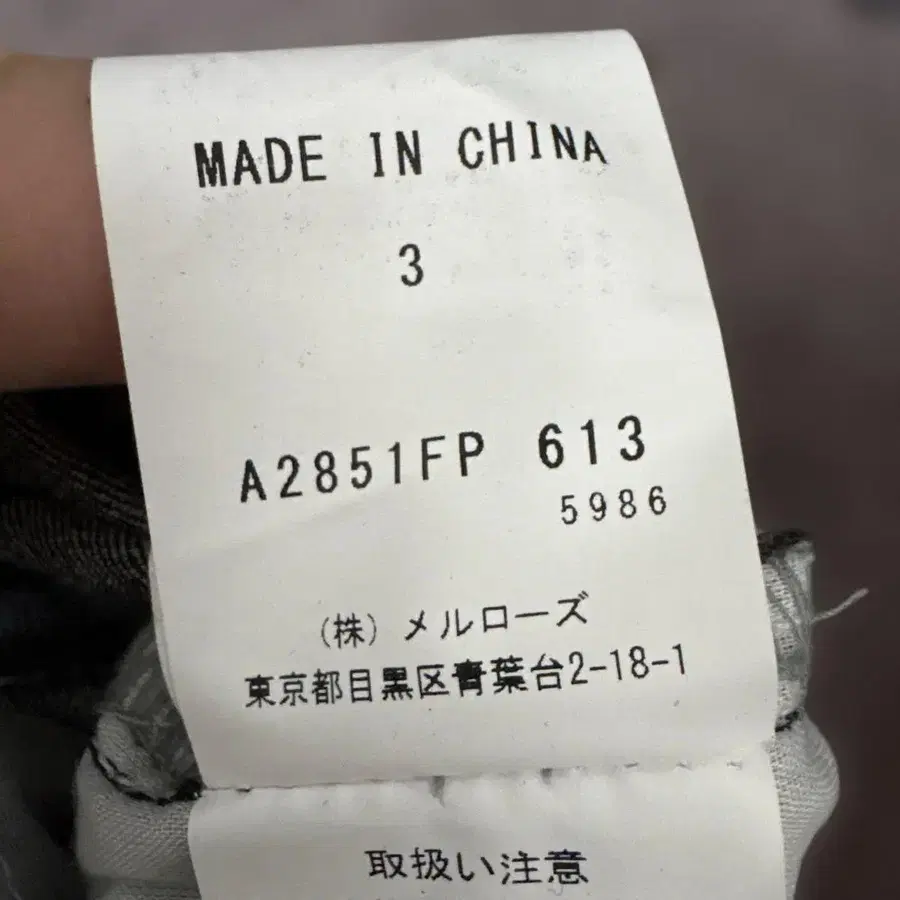 MADE IN CHINA
3
A2851FP 613
5986
(株) メルローズ
東京都目黒区青葉台2-18-1
取扱い注意